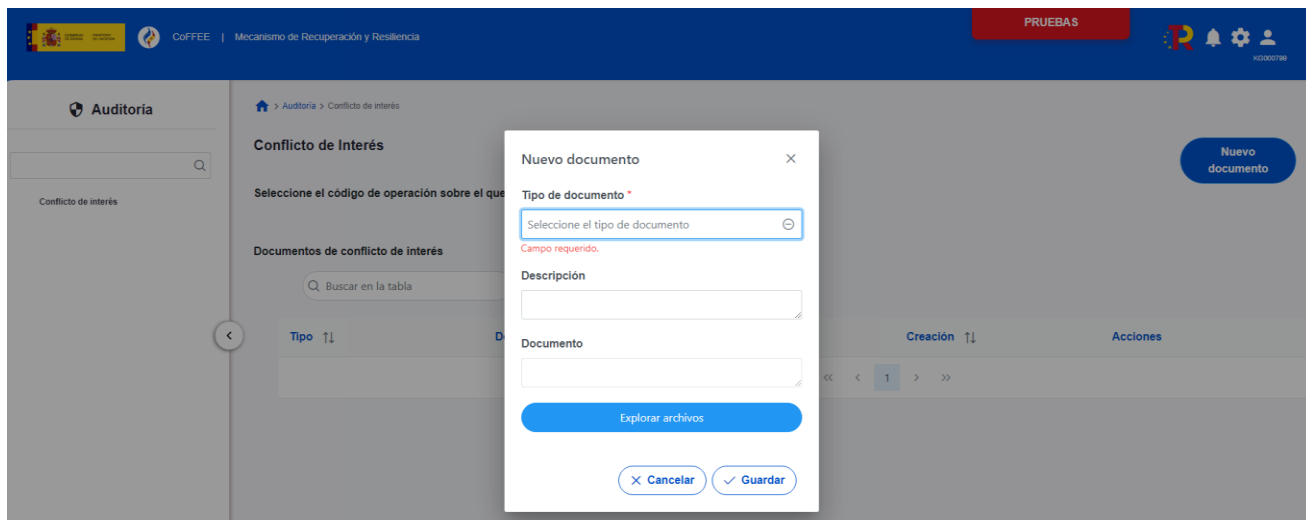 PRUEBAS
CoFFEE | Mecanismo de Recuperación y Resiliencia
KG000799
Auditoría
> Auditoría > Conflicto de interés
Conflicto de Interés
Nuevo documento
Seleccione el código de operación sobre el que
Conflicto de interés
Documentos de conflicto de interés
Buscar en la tabla
Tipo
D
Creación
Acciones
<< < 1 > >>
Nuevo documento
Tipo de documento *
Seleccione el tipo de documento
Campo requerido.
Descripción
Documento
Explorar archivos
Cancelar
Guardar